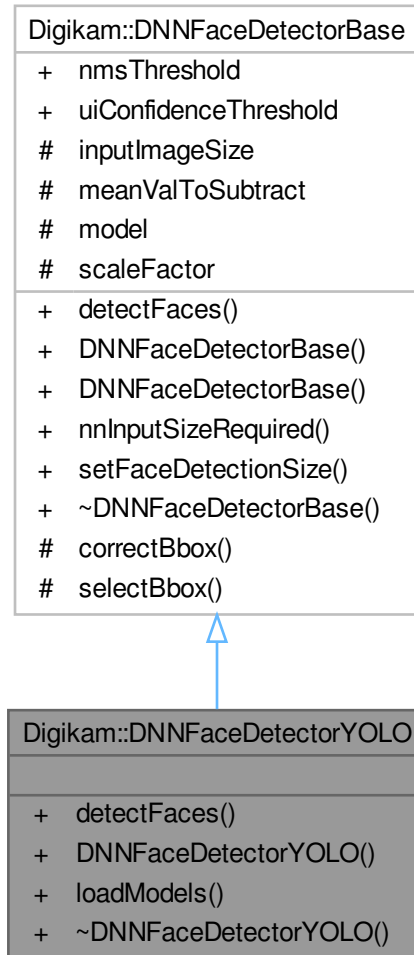 Digikam::DNNFaceDetectorBase
+ nmsThreshold
+ uiConfidenceThreshold
# inputImageSize
# meanValToSubtract
# model
# scaleFactor
+ detectFaces()
+ DNNFaceDetectorBase()
+ DNNFaceDetectorBase()
+ nnInputSizeRequired()
+ setFaceDetectionSize()
+ ~DNNFaceDetectorBase()
# correctBbox()
# selectBbox()
Digikam::DNNFaceDetectorYOLO
+ detectFaces()
+ DNNFaceDetectorYOLO()
+ loadModels()
+ ~DNNFaceDetectorYOLO()